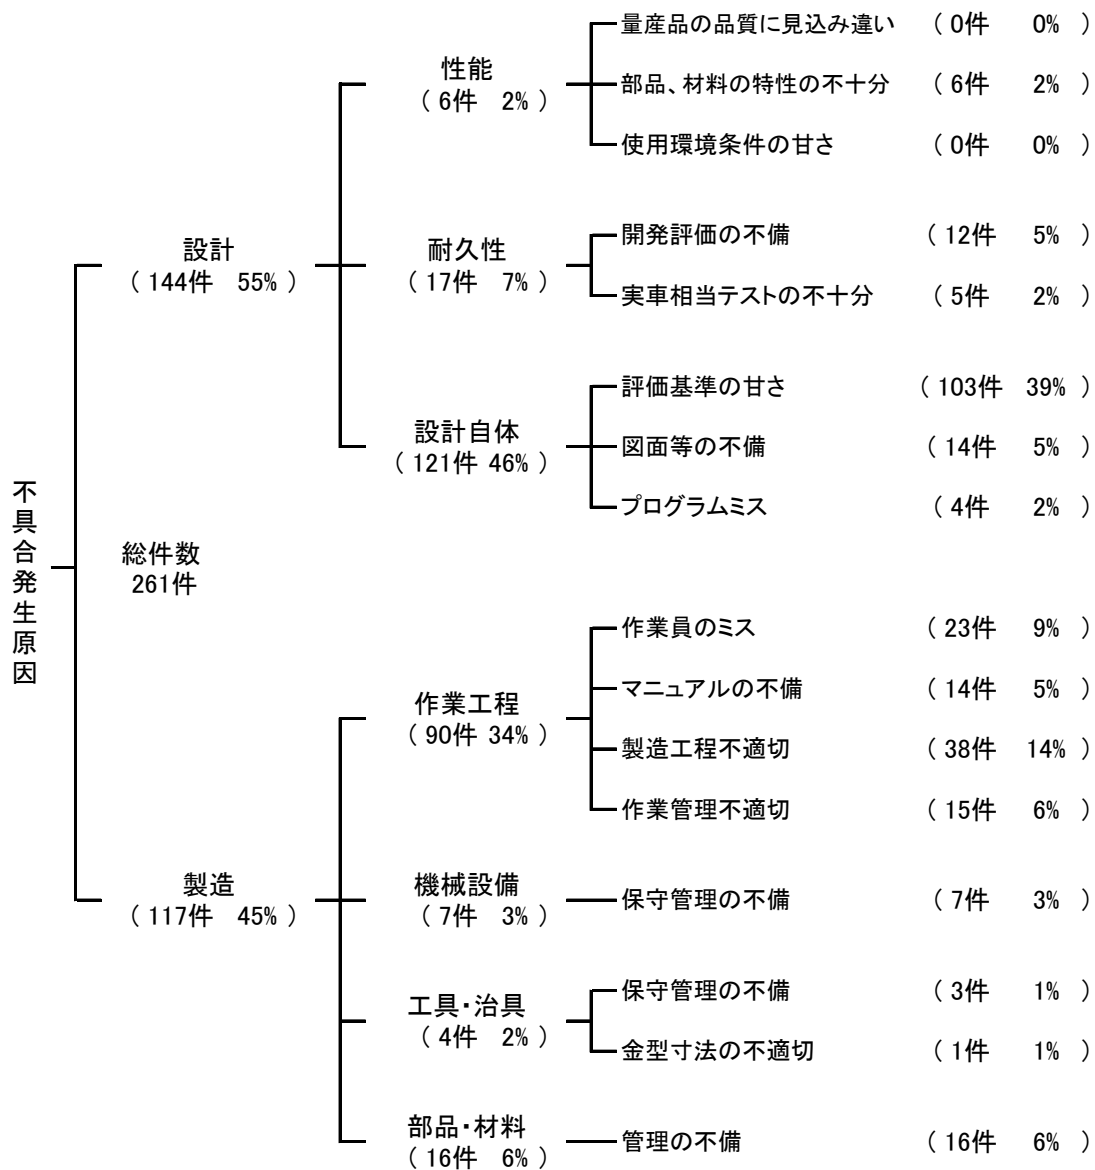 不具合発生原因
総件数
261件
設計
( 144件 55% )
性能
( 6件 2% )
量産品の品質に見込み違い ( 0件 0% )
部品、材料の特性の不十分 ( 6件 2% )
使用環境条件の甘さ ( 0件 0% )
耐久性
( 17件 7% )
開発評価の不備 ( 12件 5% )
実車相当テストの不十分 ( 5件 2% )
設計自体
( 121件 46% )
評価基準の甘さ ( 103件 39% )
図面等の不備 ( 14件 5% )
プログラムミス ( 4件 2% )
製造
( 117件 45% )
作業工程
( 90件 34% )
作業員のミス ( 23件 9% )
マニュアルの不備 ( 14件 5% )
製造工程不適切 ( 38件 14% )
作業管理不適切 ( 15件 6% )
機械設備
( 7件 3% )
保守管理の不備 ( 7件 3% )
工具・治具
( 4件 2% )
保守管理の不備 ( 3件 1% )
金型寸法の不適切 ( 1件 1% )
部品・材料
( 16件 6% )
管理の不備 ( 16件 6% )